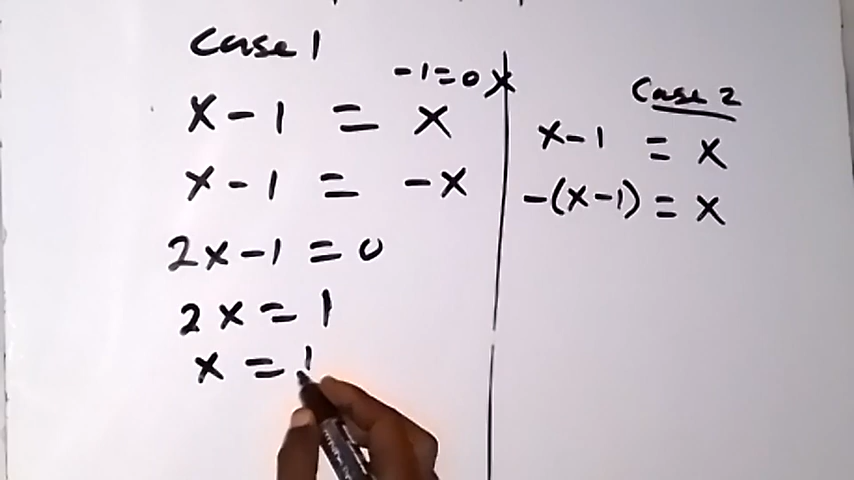 Case 1
-1=0 x
x-1 = x
x-1 = -x
2x-1=0
2x=1
x=1
Case 2
x-1 = x
-(x-1) = x